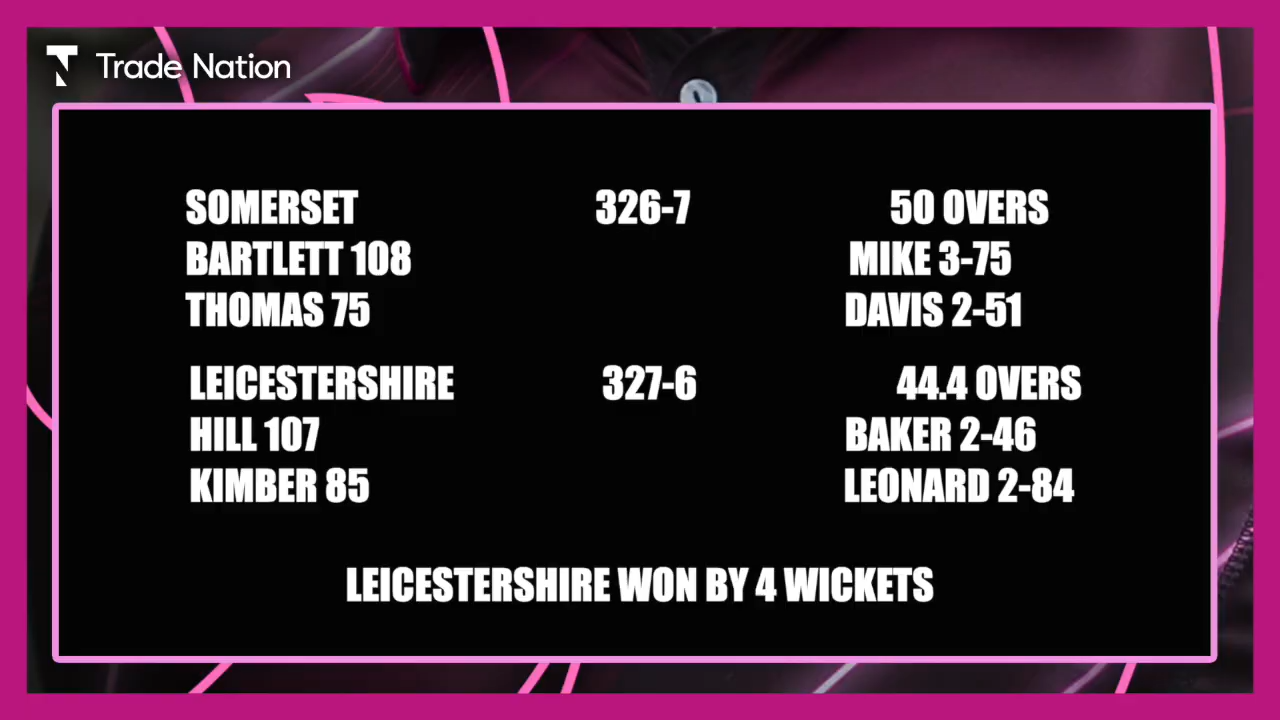 Trade Nation
SOMERSET 326-7 50 OVERS
BARTLETT 108 MIKE 3-75
THOMAS 75 DAVIS 2-51
LEICESTERSHIRE 327-6 44.4 OVERS
HILL 107 BAKER 2-46
KIMBER 85 LEONARD 2-84
LEICESTERSHIRE WON BY 4 WICKETS